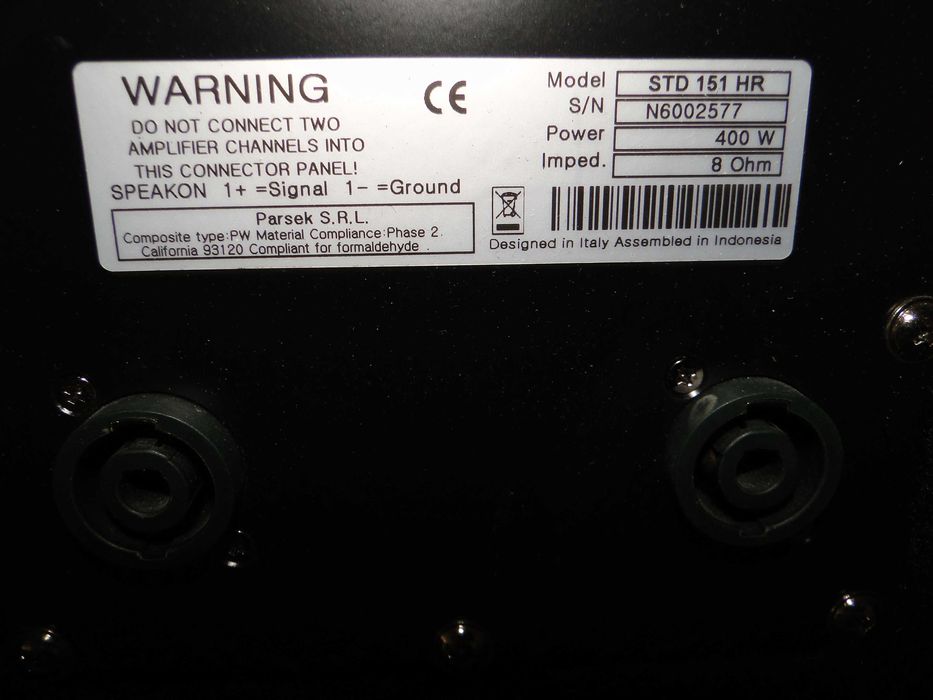 WARNING
DO NOT CONNECT TWO
AMPLIFIER CHANNELS INTO
THIS CONNECTOR PANEL!
SPEAKON 1+ =Signal 1- =Ground
Parsek S.R.L.
Composite type:PW Material Compliance:Phase 2.
California 93120 Compliant for formaldehyde .
CE
Model STD 151 HR
S/N N6002577
Power 400 W
Imped. 8 Ohm
Designed in Italy Assembled in Indonesia